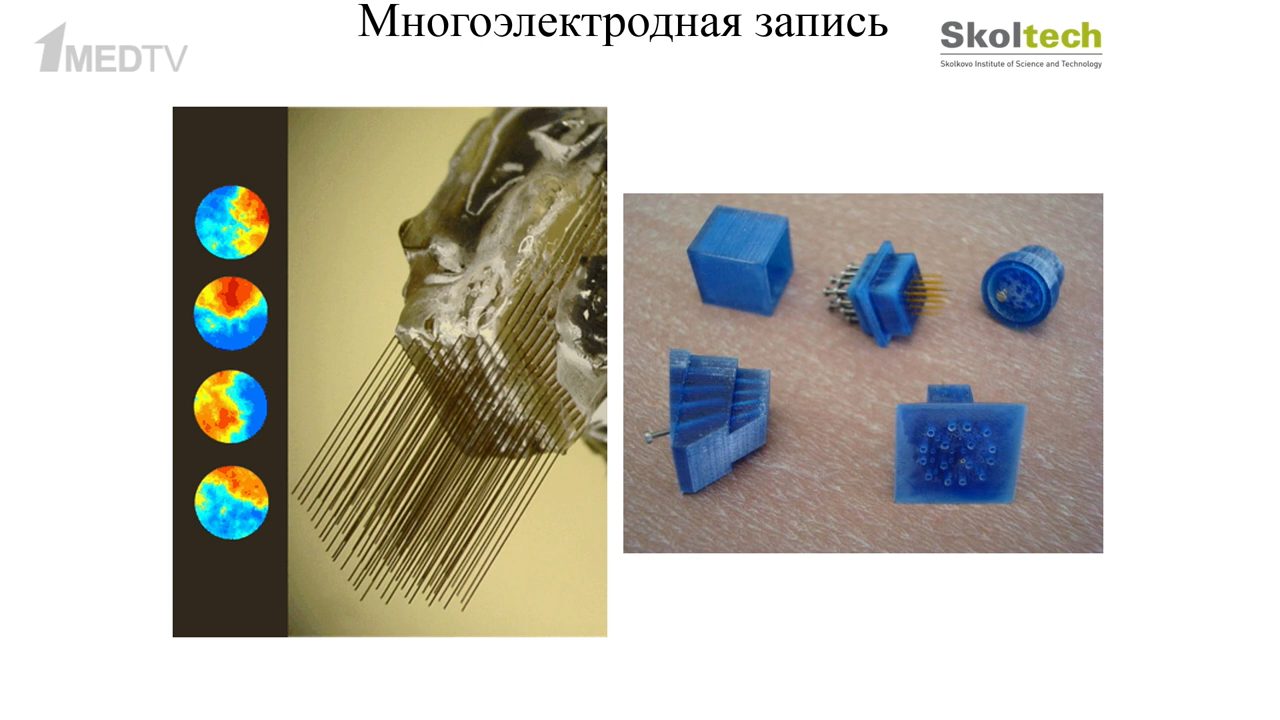 Многоэлектродная запись
1MEDTV
Skoltech
Skolkovo Institute of Science and Technology